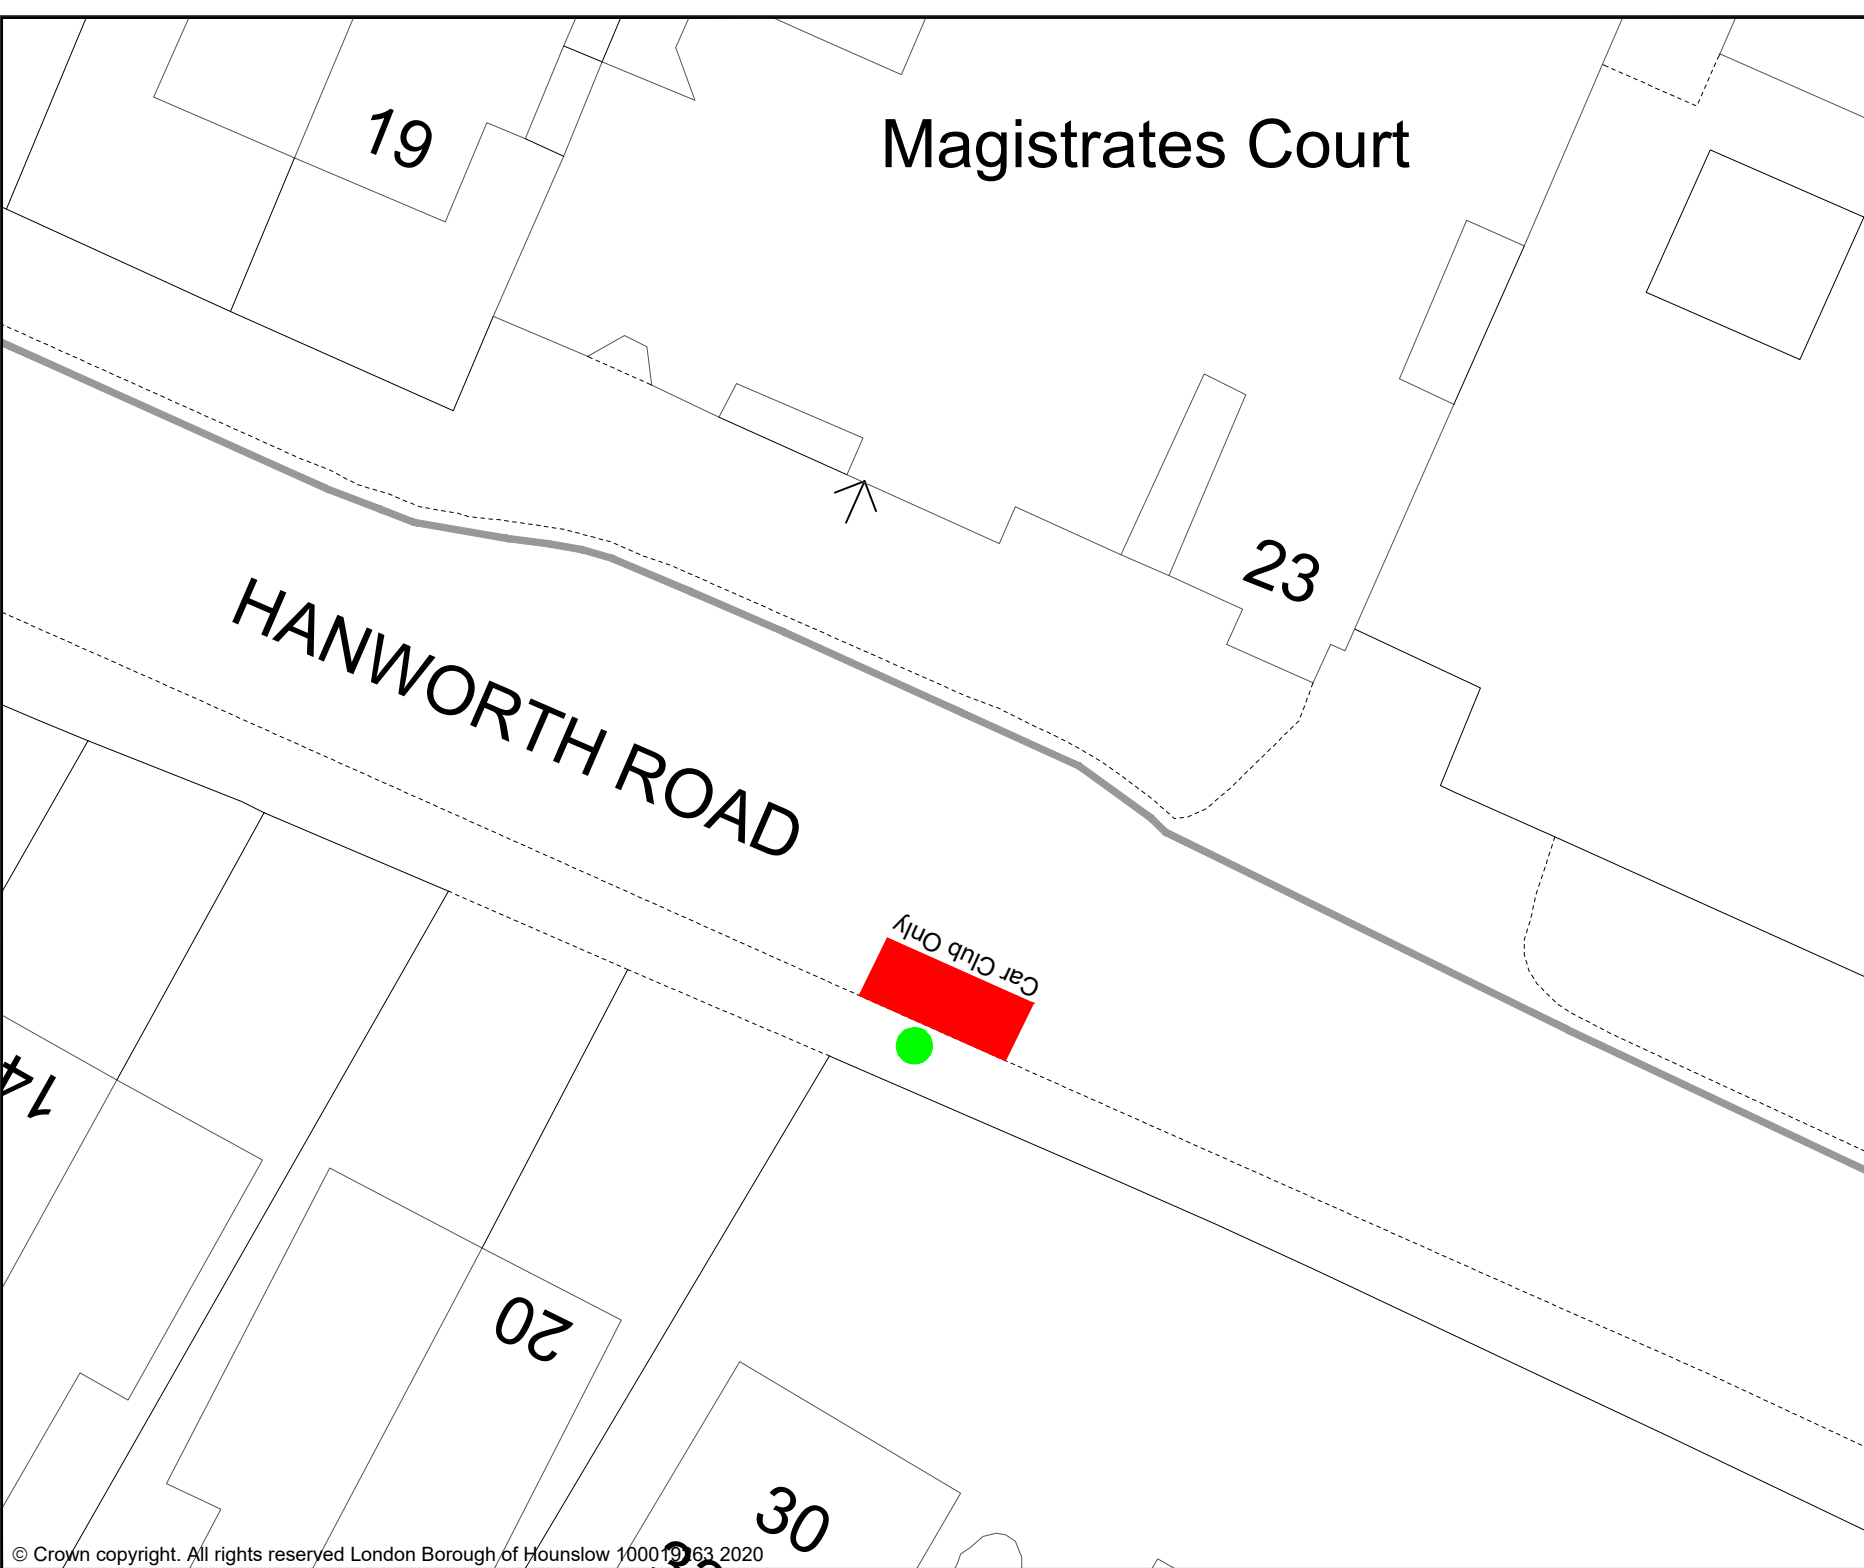 19
Magistrates Court
23
HANWORTH ROAD
Car Club Only
14
20
30
© Crown copyright. All rights reserved London Borough of Hounslow 100019263 2020